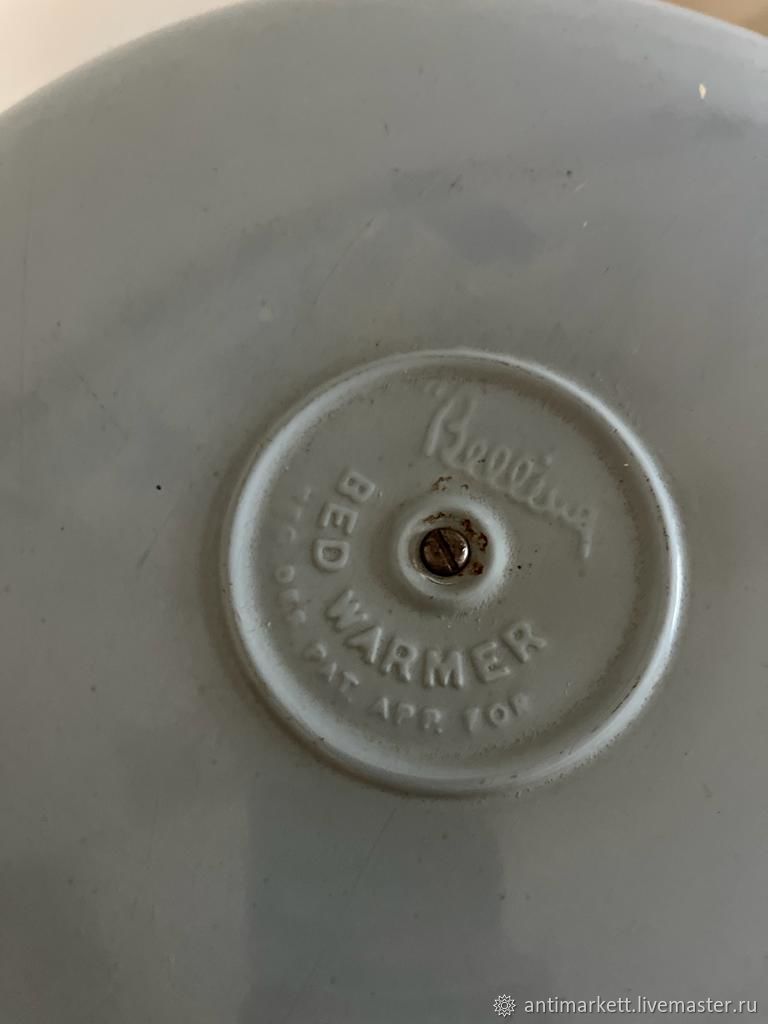 Belling
BED WARMER
PAT. APP. FOR
antimarkett.livemaster.ru